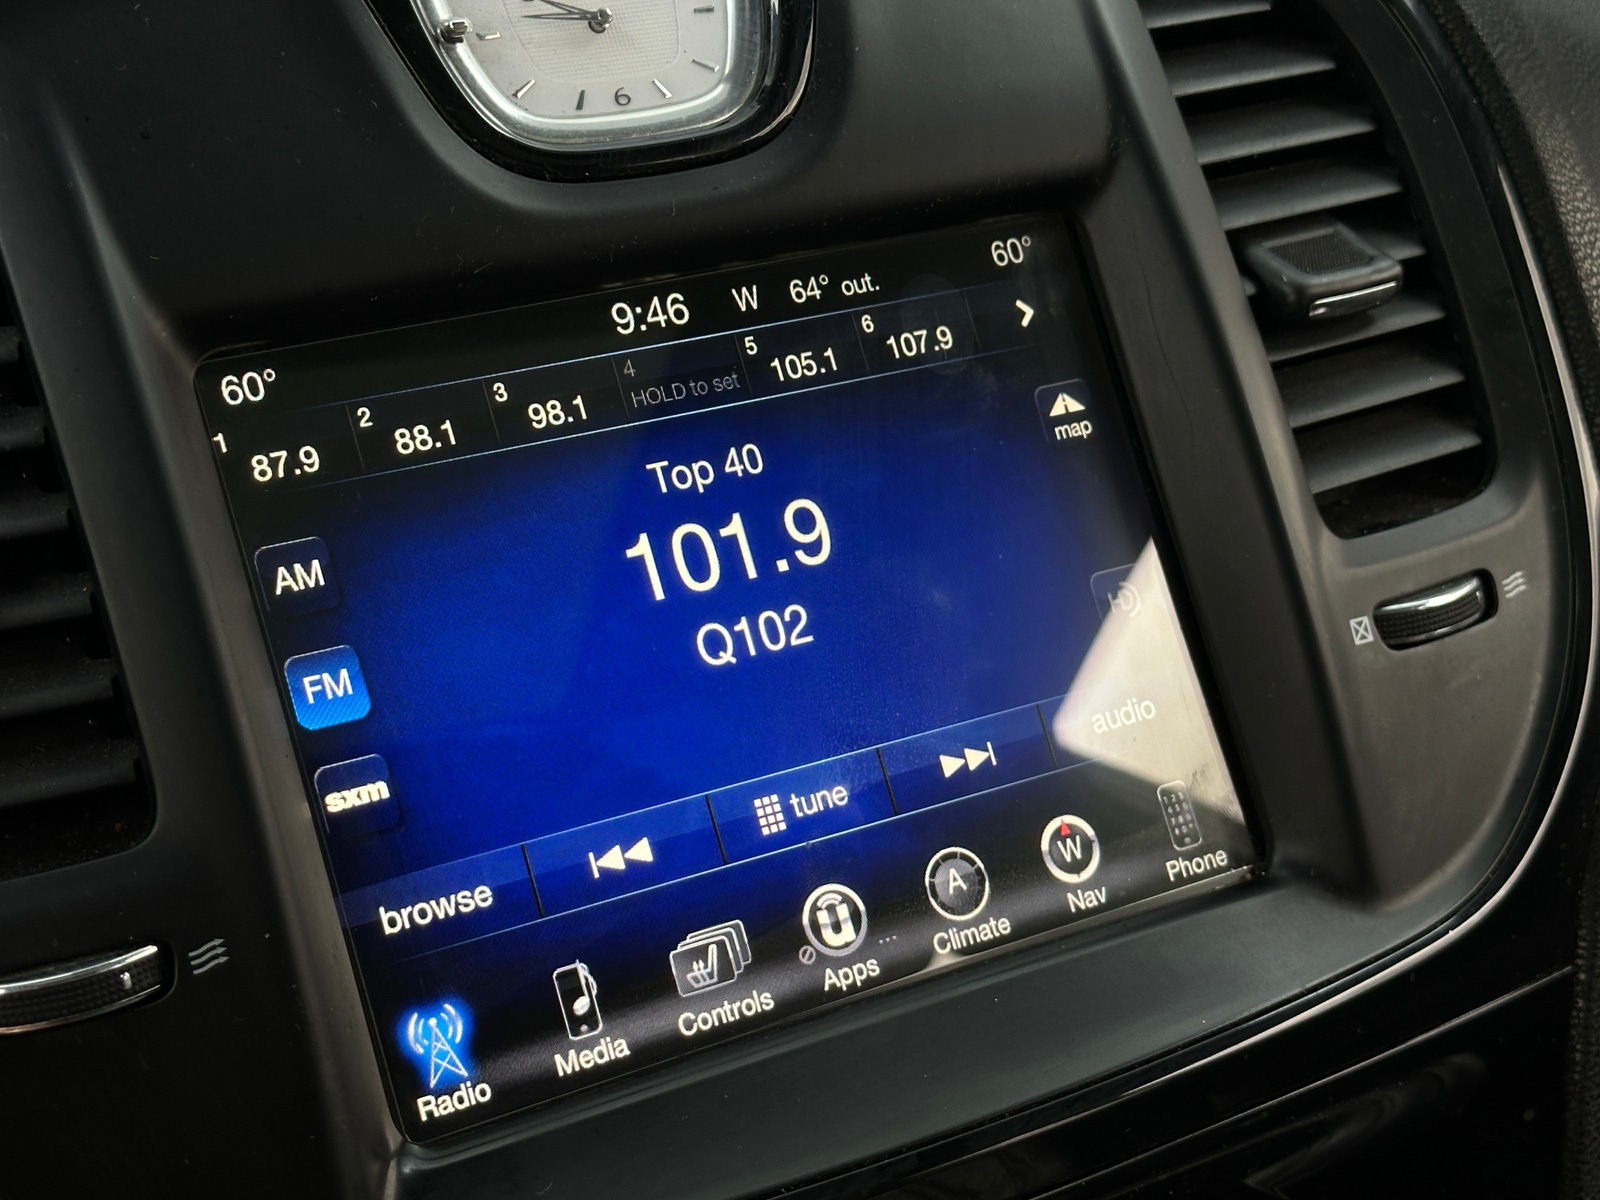 6
60°
9:46 W 64° out.
60°
1 87.9
2 88.1
3 98.1
4 HOLD to set
5 105.1
6 107.9
map
Top 40
101.9
Q102
AM
FM
sxm
HD
browse
tune
audio
Radio
Media
Controls
U
Apps
A
Climate
W
Nav
Phone